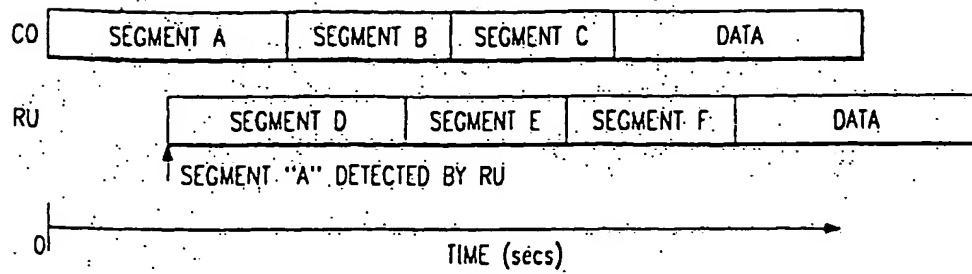 CO SEGMENT A SEGMENT B SEGMENT C DATA
RU SEGMENT D SEGMENT E SEGMENT F DATA
SEGMENT "A" DETECTED BY RU
0
TIME (secs)